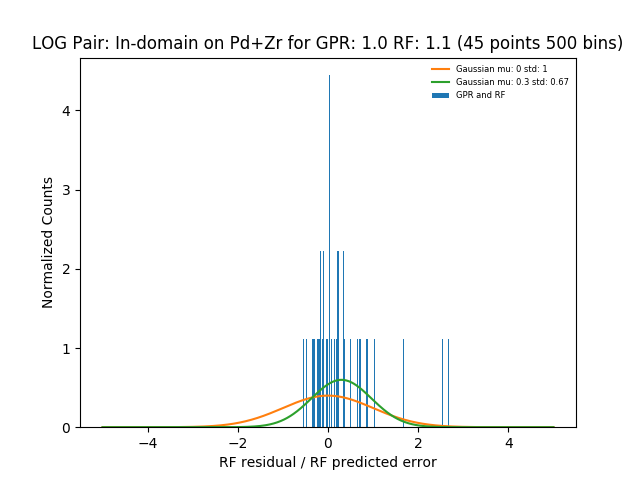 LOG Pair: In-domain on Pd+Zr for GPR: 1.0 RF: 1.1 (45 points 500 bins)
Gaussian mu: 0 std: 1
Gaussian mu: 0.3 std: 0.67
GPR and RF
Normalized Counts
4
3
2
1
0
−4 −2 0 2 4
RF residual / RF predicted error